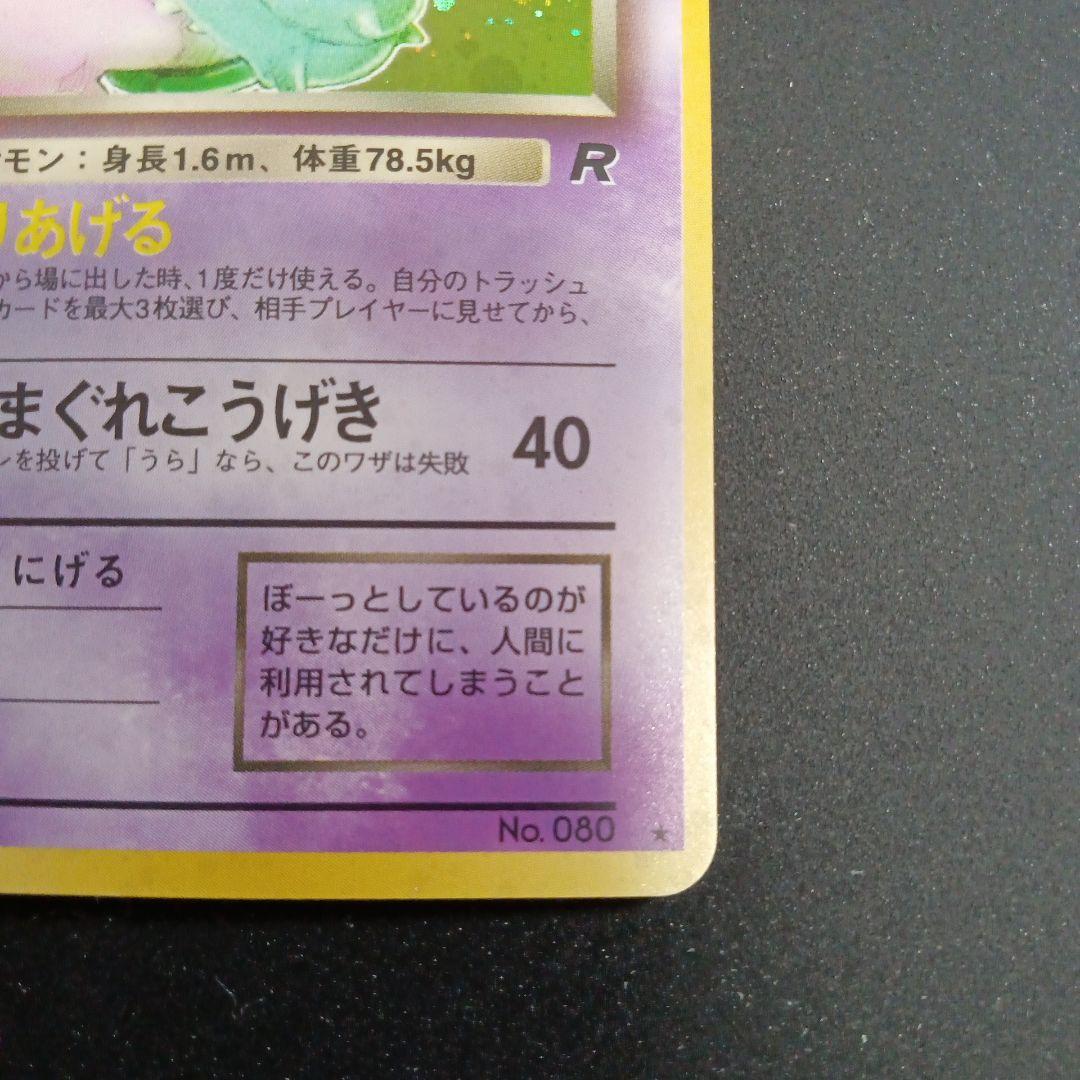 モン：身長1.6m、体重78.5kg R
りあげる
から場に出した時、1度だけ使える。自分のトラッシュ
カードを最大3枚選び、相手プレイヤーに見せてから、
まぐれこうげき 40
ンを投げて「うら」なら、このワザは失敗
にげる
ぼーっとしているのが
好きなだけに、人間に
利用されてしまうこと
がある。
No. 080 ★